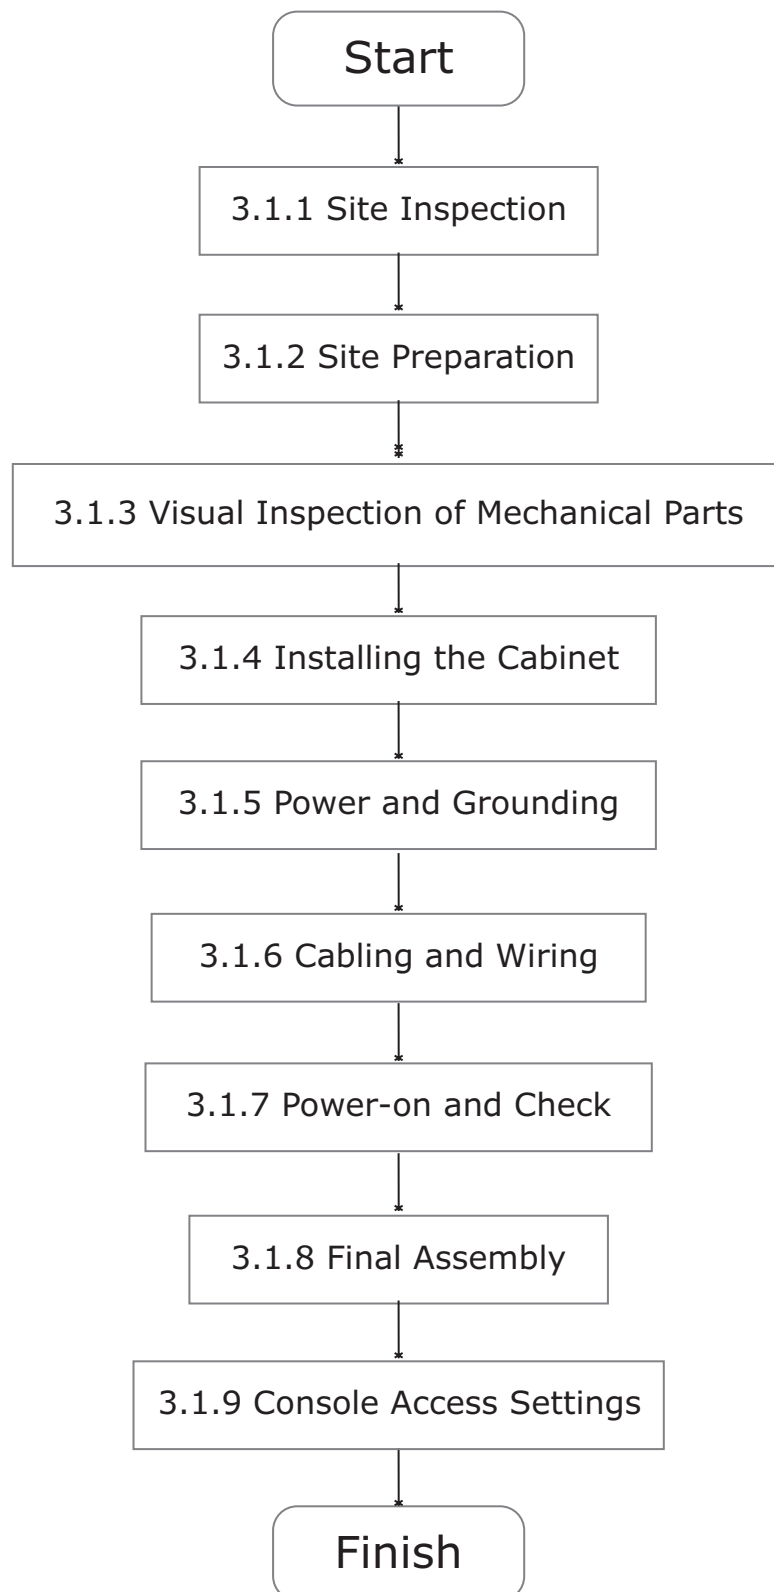 Start
3.1.1 Site Inspection
3.1.2 Site Preparation
3.1.3 Visual Inspection of Mechanical Parts
3.1.4 Installing the Cabinet
3.1.5 Power and Grounding
3.1.6 Cabling and Wiring
3.1.7 Power-on and Check
3.1.8 Final Assembly
3.1.9 Console Access Settings
Finish